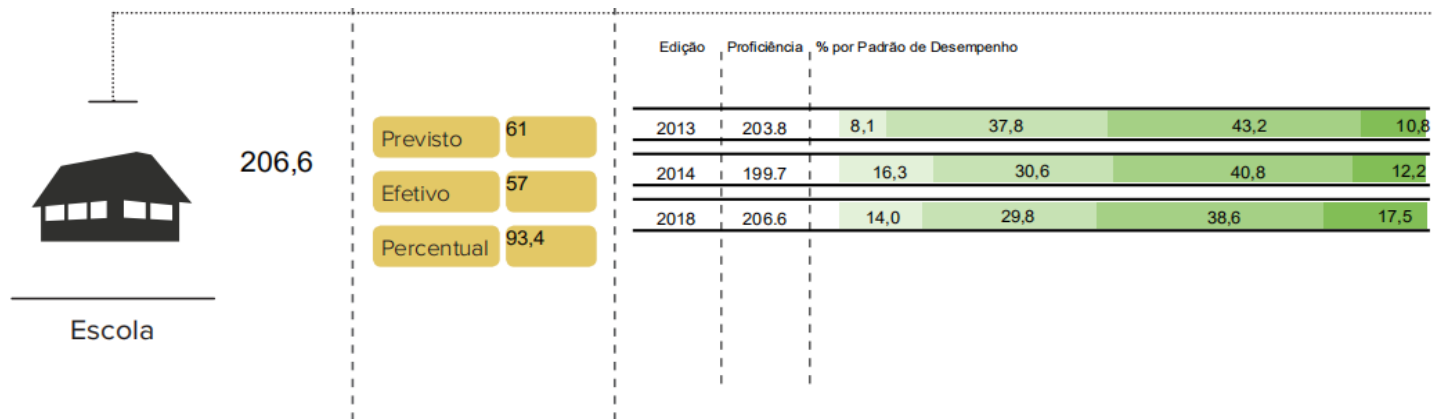 Escola
206,6
Previsto 61
Efetivo 57
Percentual 93,4
Edição Proficiência % por Padrão de Desempenho
2013 203.8 8,1 37,8 43,2 10,8
2014 199.7 16,3 30,6 40,8 12,2
2018 206.6 14,0 29,8 38,6 17,5